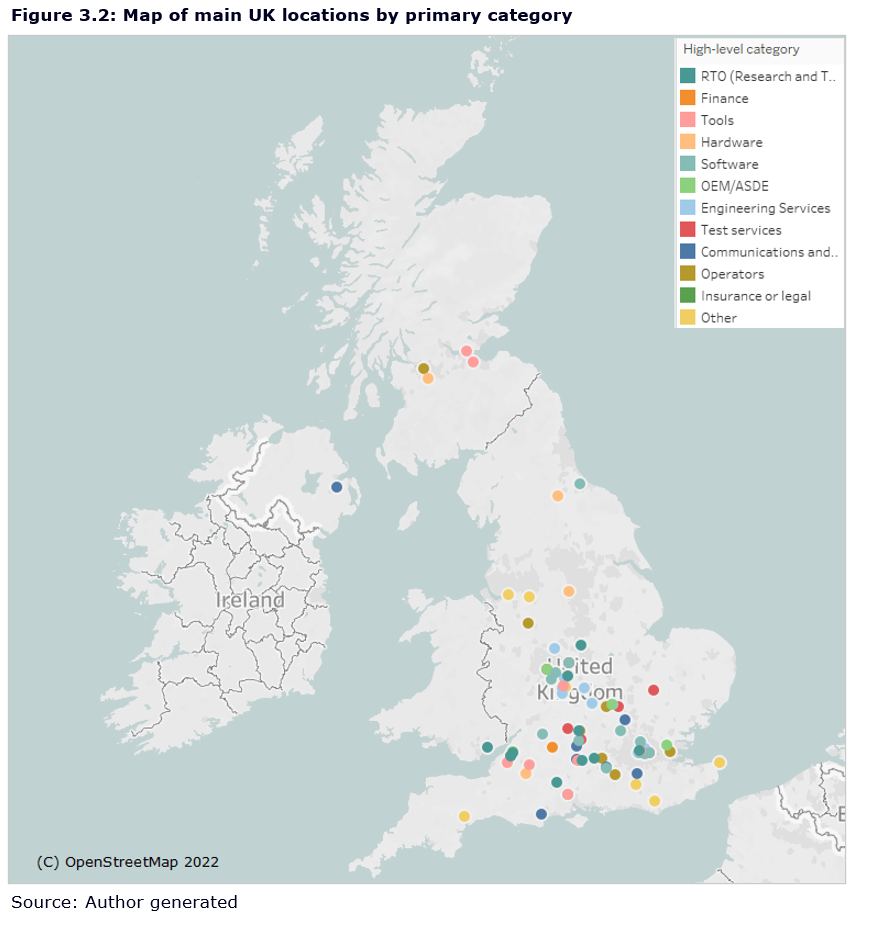 Figure 3.2: Map of main UK locations by primary category
High-level category
RTO (Research and T..
Finance
Tools
Hardware
Software
OEM/ASDE
Engineering Services
Test services
Communications and..
Operators
Insurance or legal
Other
Ireland
United
Kingdom
(C) OpenStreetMap 2022
Source: Author generated